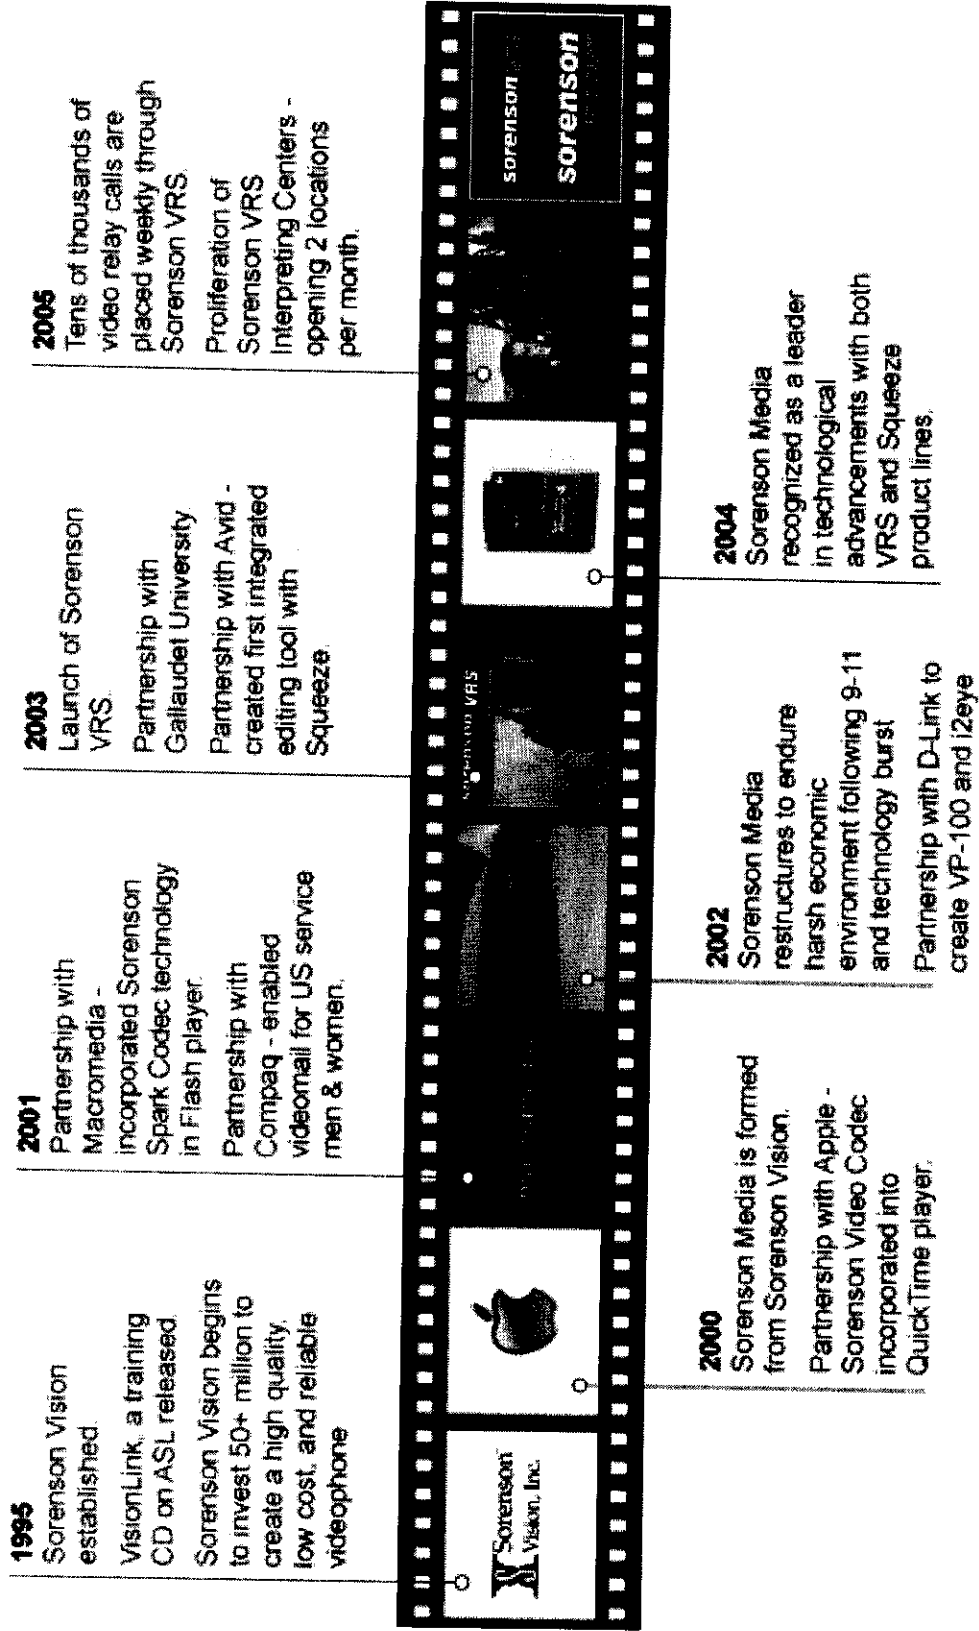 1995
Sorenson Vision
established.
VisionLink, a training
CD on ASL released.
Sorenson Vision begins
to invest 50+ million to
create a high quality,
low cost, and reliable
videophone
2001
Partnership with
Macromedia -
incorporated Sorenson
Spark Codec technology
in Flash player.
Partnership with
Compaq - enabled
videomail for US service
men & women.
2003
Launch of Sorenson
VRS.
Partnership with
Gallaudet University.
Partnership with Avid -
created first integrated
editing tool with
Squeeze.
2005
Tens of thousands of
video relay calls are
placed weekly through
Sorenson VRS.
Proliferation of
Sorenson VRS
Interpreting Centers -
opening 2 locations
per month.
Sorenson
Vision, Inc.
sorenson VRS
sorenson
sorenson
2000
Sorenson Media is formed
from Sorenson Vision.
Partnership with Apple -
Sorenson Video Codec
incorporated into
QuickTime player.
2002
Sorenson Media
restructures to endure
harsh economic
environment following 9-11
and technology burst
Partnership with D-Link to
create VP-100 and i2eye
2004
Sorenson Media
recognized as a leader
in technological
advancements with both
VRS and Squeeze
product lines.